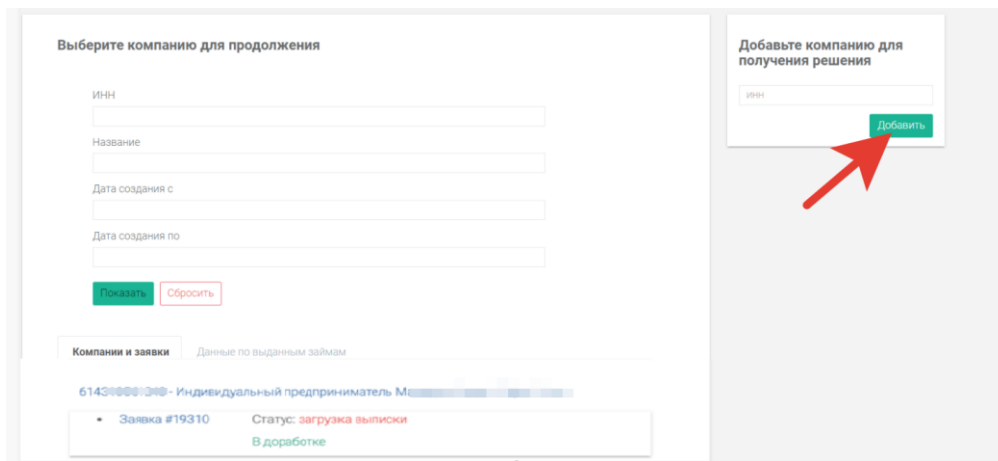 Выберите компанию для продолжения
ИНН
Название
Дата создания с
Дата создания по
Показать Сбросить
Компании и заявки Данные по выданным займам
- Индивидуальный предприниматель
• Заявка #19310 Статус: загрузка выписки
В доработке
Добавьте компанию для
получения решения
ИНН
Добавить